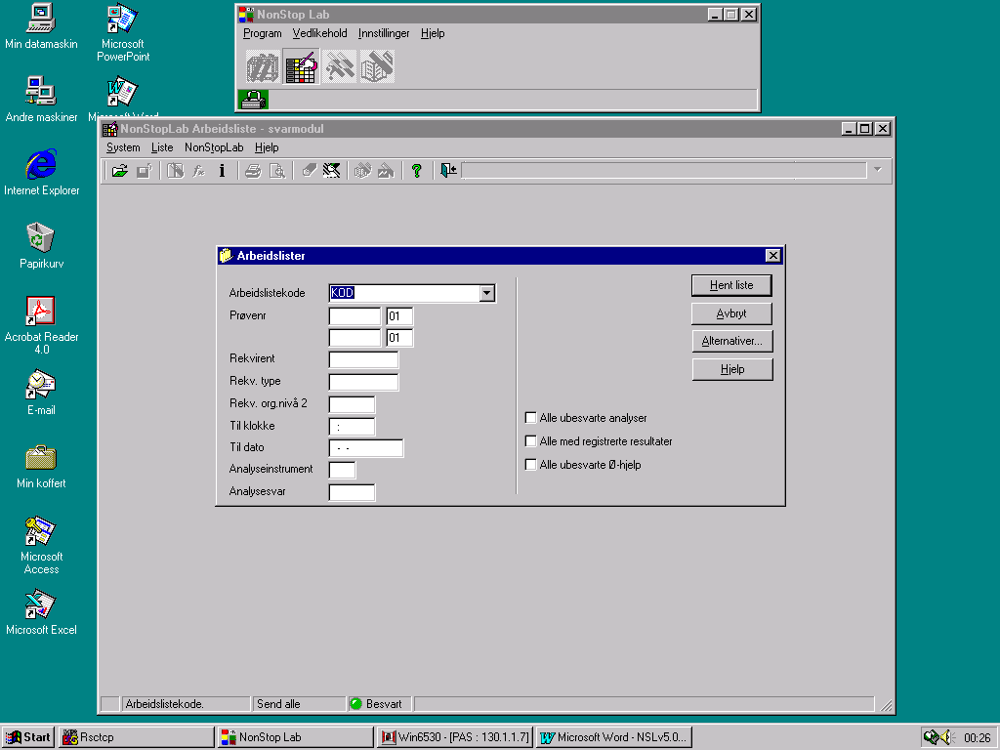 NonStop Lab
Program Vedlikehold Innstillinger Hjelp
Min datamaskin
Microsoft PowerPoint
Andre maskiner
Internet Explorer
Papirkurv
Acrobat Reader 4.0
E-mail
Min koffert
Microsoft Access
Microsoft Excel
NonStopLab Arbeidsliste - svarmodul
System Liste NonStopLab Hjelp
Arbeidslister
Arbeidslistekode KOD
Prøvenr 01
01
Rekvirent
Rekv. type
Rekv. org.nivå 2
Til klokke :
Til dato - -
Analyseinstrument
Analysesvar
Hent liste
Avbryt
Alternativer...
Hjelp
Alle ubesvarte analyser
Alle med registrerte resultater
Alle ubesvarte Ø-hjelp
Arbeidslistekode. Send alle Besvart
Start Rsctcp NonStop Lab Win6530 - [PAS : 130.1.1.7] Microsoft Word - NSLv5.0... 00:26